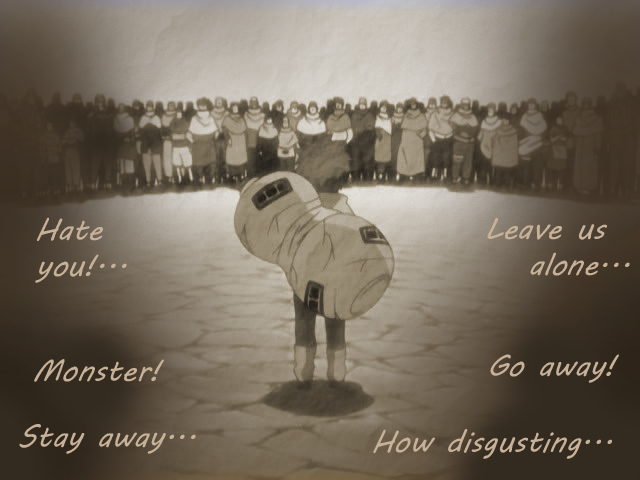 Hate
you!···
Leave us
alone···
Monster!
Go away!
Stay away···
How disgusting···